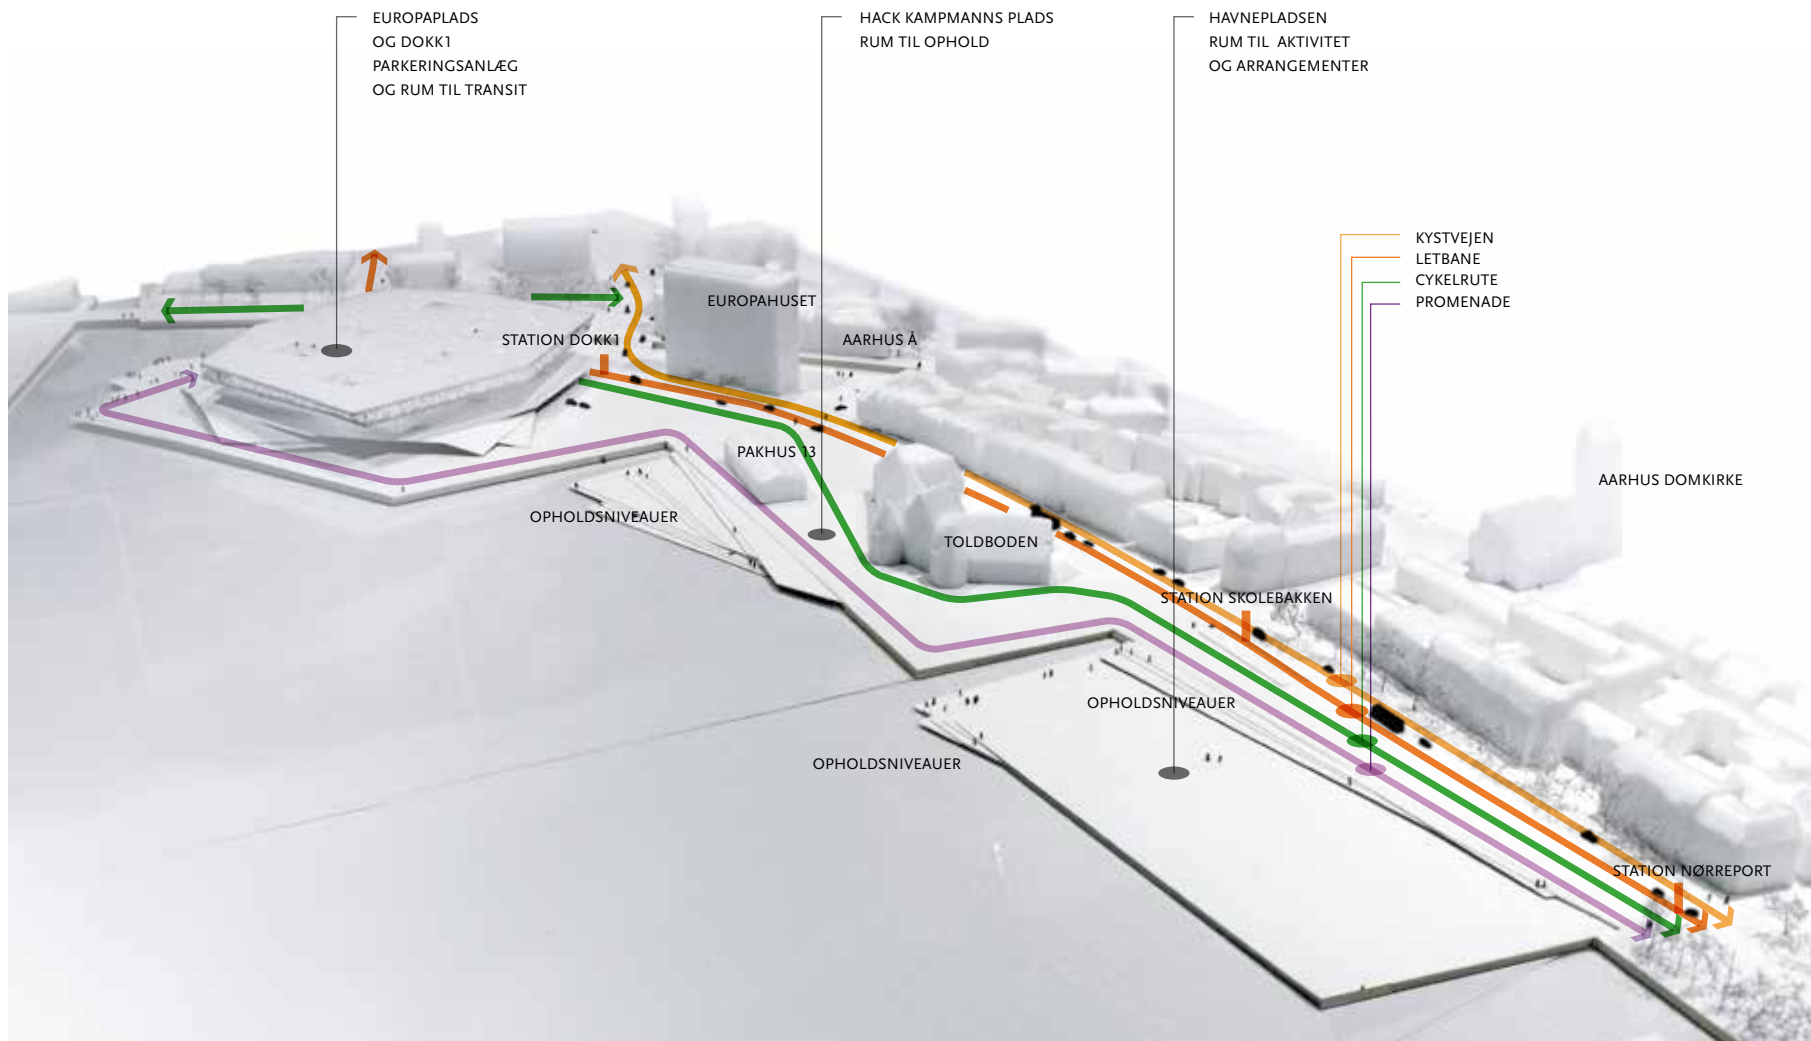 EUROPAPLADS
OG DOKK1
PARKERINGSANLÆG
OG RUM TIL TRANSIT
HACK KAMPMANNS PLADS
RUM TIL OPHOLD
HAVNEPLADSEN
RUM TIL AKTIVITET
OG ARRANGEMENTER
KYSTVEJEN
LETBANE
CYKELRUTE
PROMENADE
EUROPAHUSET
STATION DOKK1
AARHUS Å
PAKHUS 13
AARHUS DOMKIRKE
OPHOLDSNIVEAUER
TOLDBODEN
STATION SKOLEBAKKEN
OPHOLDSNIVEAUER
OPHOLDSNIVEAUER
STATION NØRREPORT